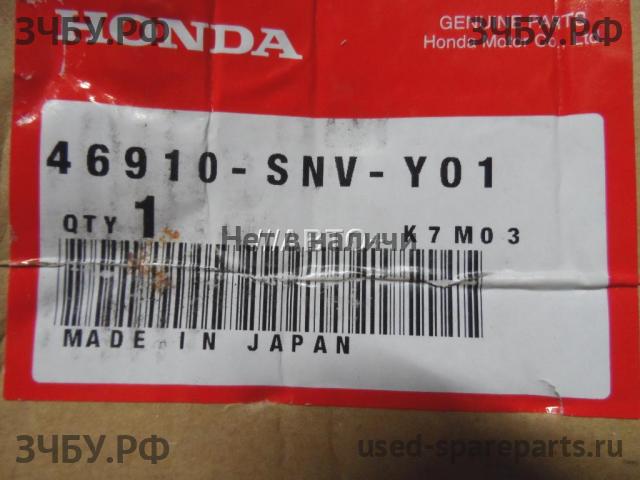 ЗЧБУ.РФ
ЗЧБУ.РФ
HONDA
GENUINE PARTS
Honda Motor Co., Ltd.
46910-SNV-Y01
QTY 1
Нет в наличии
K7M03
MADE IN JAPAN
ЗЧБУ.РФ
used-spareparts.ru